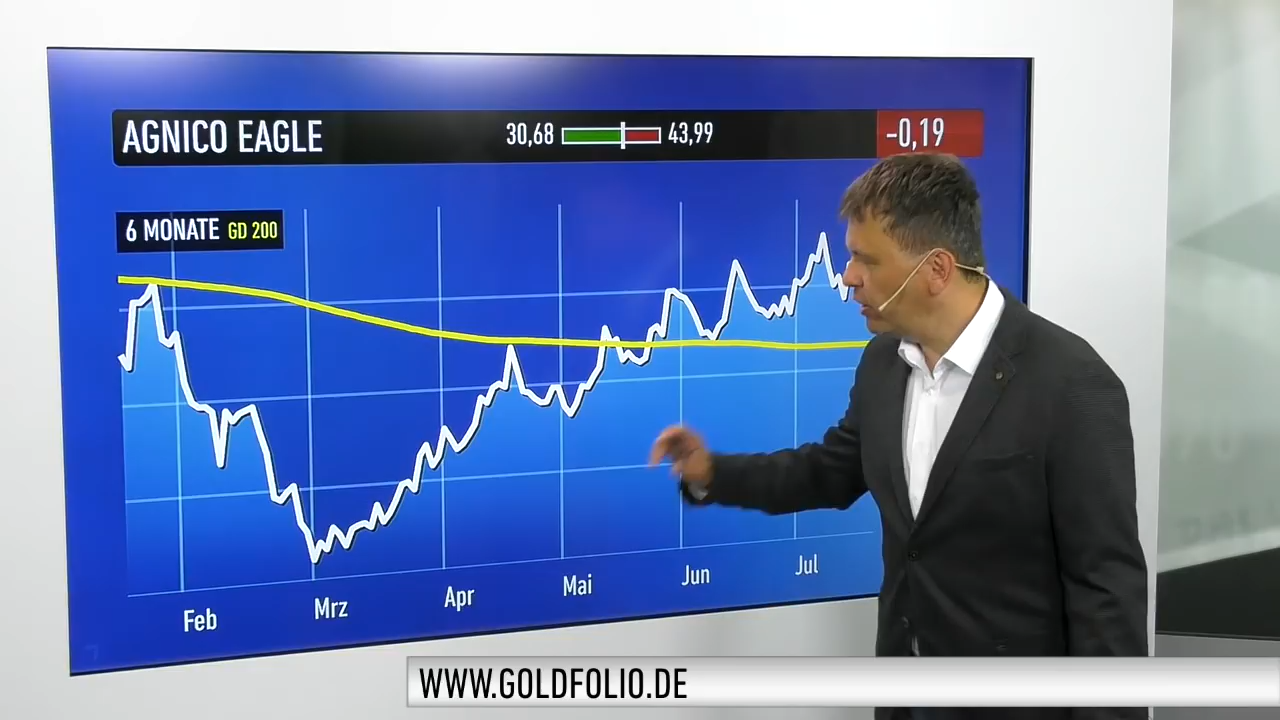 AGNICO EAGLE 30,68 43,99 -0,19
6 MONATE GD 200
Feb Mrz Apr Mai Jun Jul
WWW.GOLDFOLIO.DE